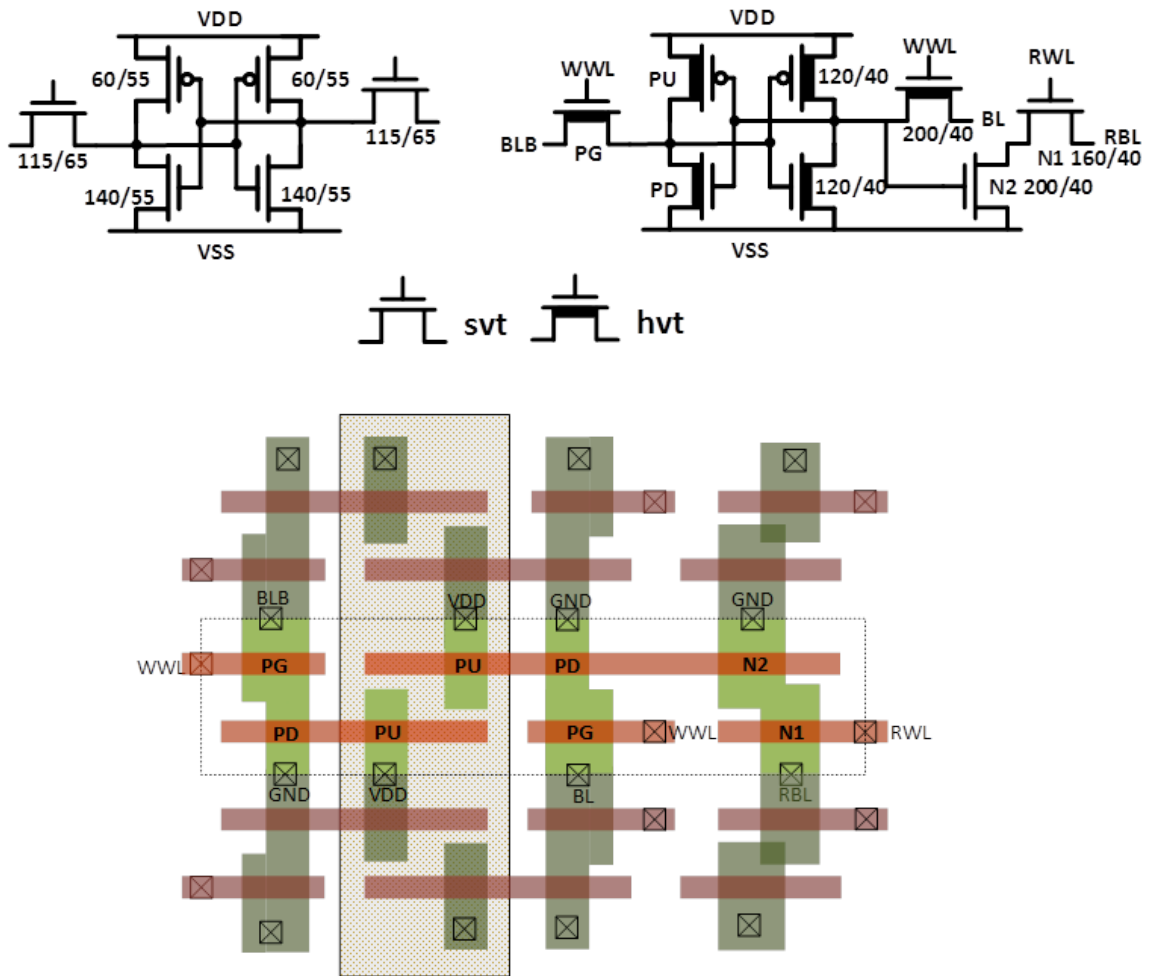 VDD
60/55
60/55
115/65
115/65
140/55
140/55
VSS
VDD
WWL
PU
120/40
WWL
RWL
BLB
PG
200/40
BL
RBL
N1 160/40
PD
120/40
N2 200/40
VSS
svt
hvt
BLB
VDD
GND
GND
WWL
PG
PU
PD
N2
PD
PU
PG
WWL
N1
RWL
GND
VDD
BL
RBL